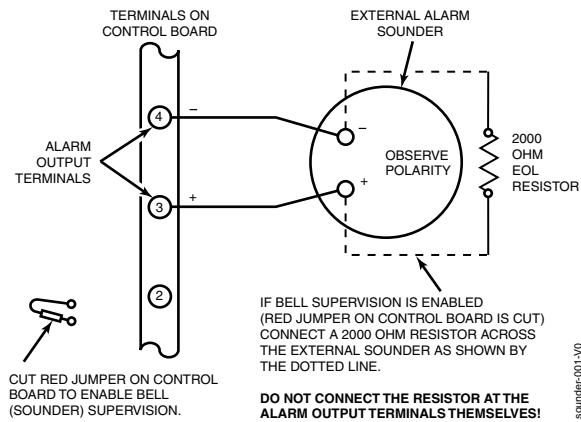 TERMINALS ON
CONTROL BOARD
EXTERNAL ALARM
SOUNDER
4
–
–
ALARM
OUTPUT
TERMINALS
OBSERVE
POLARITY
2000
OHM
EOL
RESISTOR
3
+
+
2
IF BELL SUPERVISION IS ENABLED
(RED JUMPER ON CONTROL BOARD IS CUT)
CONNECT A 2000 OHM RESISTOR ACROSS
THE EXTERNAL SOUNDER AS SHOWN BY
THE DOTTED LINE.
DO NOT CONNECT THE RESISTOR AT THE
ALARM OUTPUT TERMINALS THEMSELVES!
CUT RED JUMPER ON CONTROL
BOARD TO ENABLE BELL
(SOUNDER) SUPERVISION.
sounder-001-V0